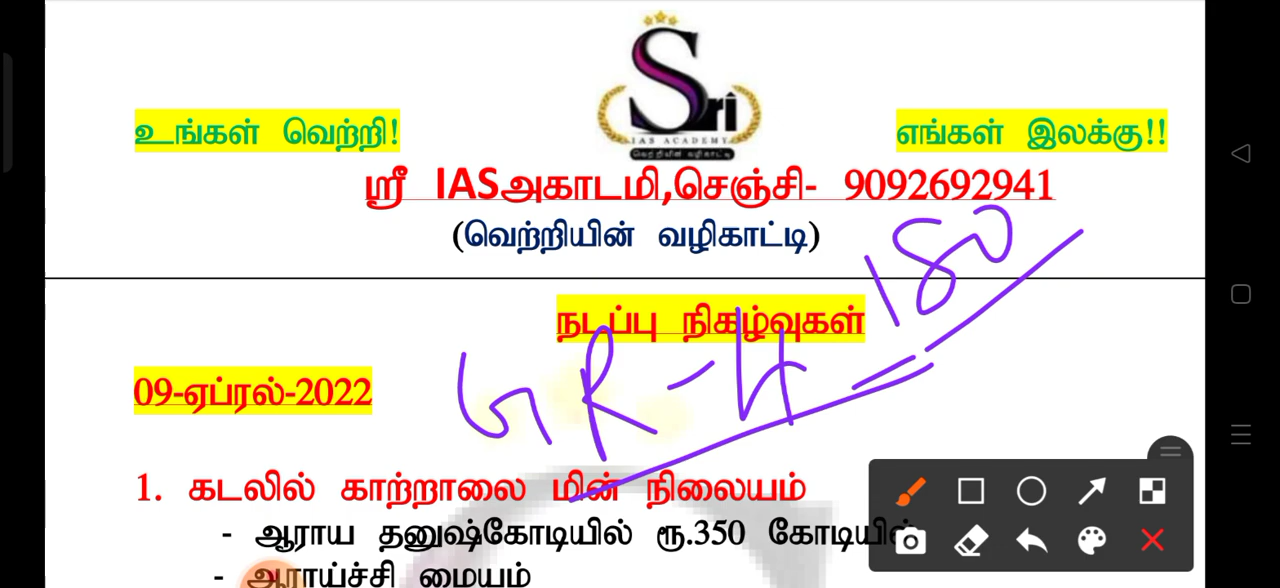 Sri
IAS ACADEMY
வெற்றியின் வழிகாட்டி
உங்கள் வெற்றி!
எங்கள் இலக்கு!!
ஸ்ரீ IASஅகாடமி,செஞ்சி- 9092692941
(வெற்றியின் வழிகாட்டி)
நடப்பு நிகழ்வுகள்
180
GR-4
09-ஏப்ரல்-2022
1. கடலில் காற்றாலை மின் நிலையம்
- ஆராய தனுஷ்கோடியில் ரூ.350 கோடியில்
- ஆராய்ச்சி மையம்